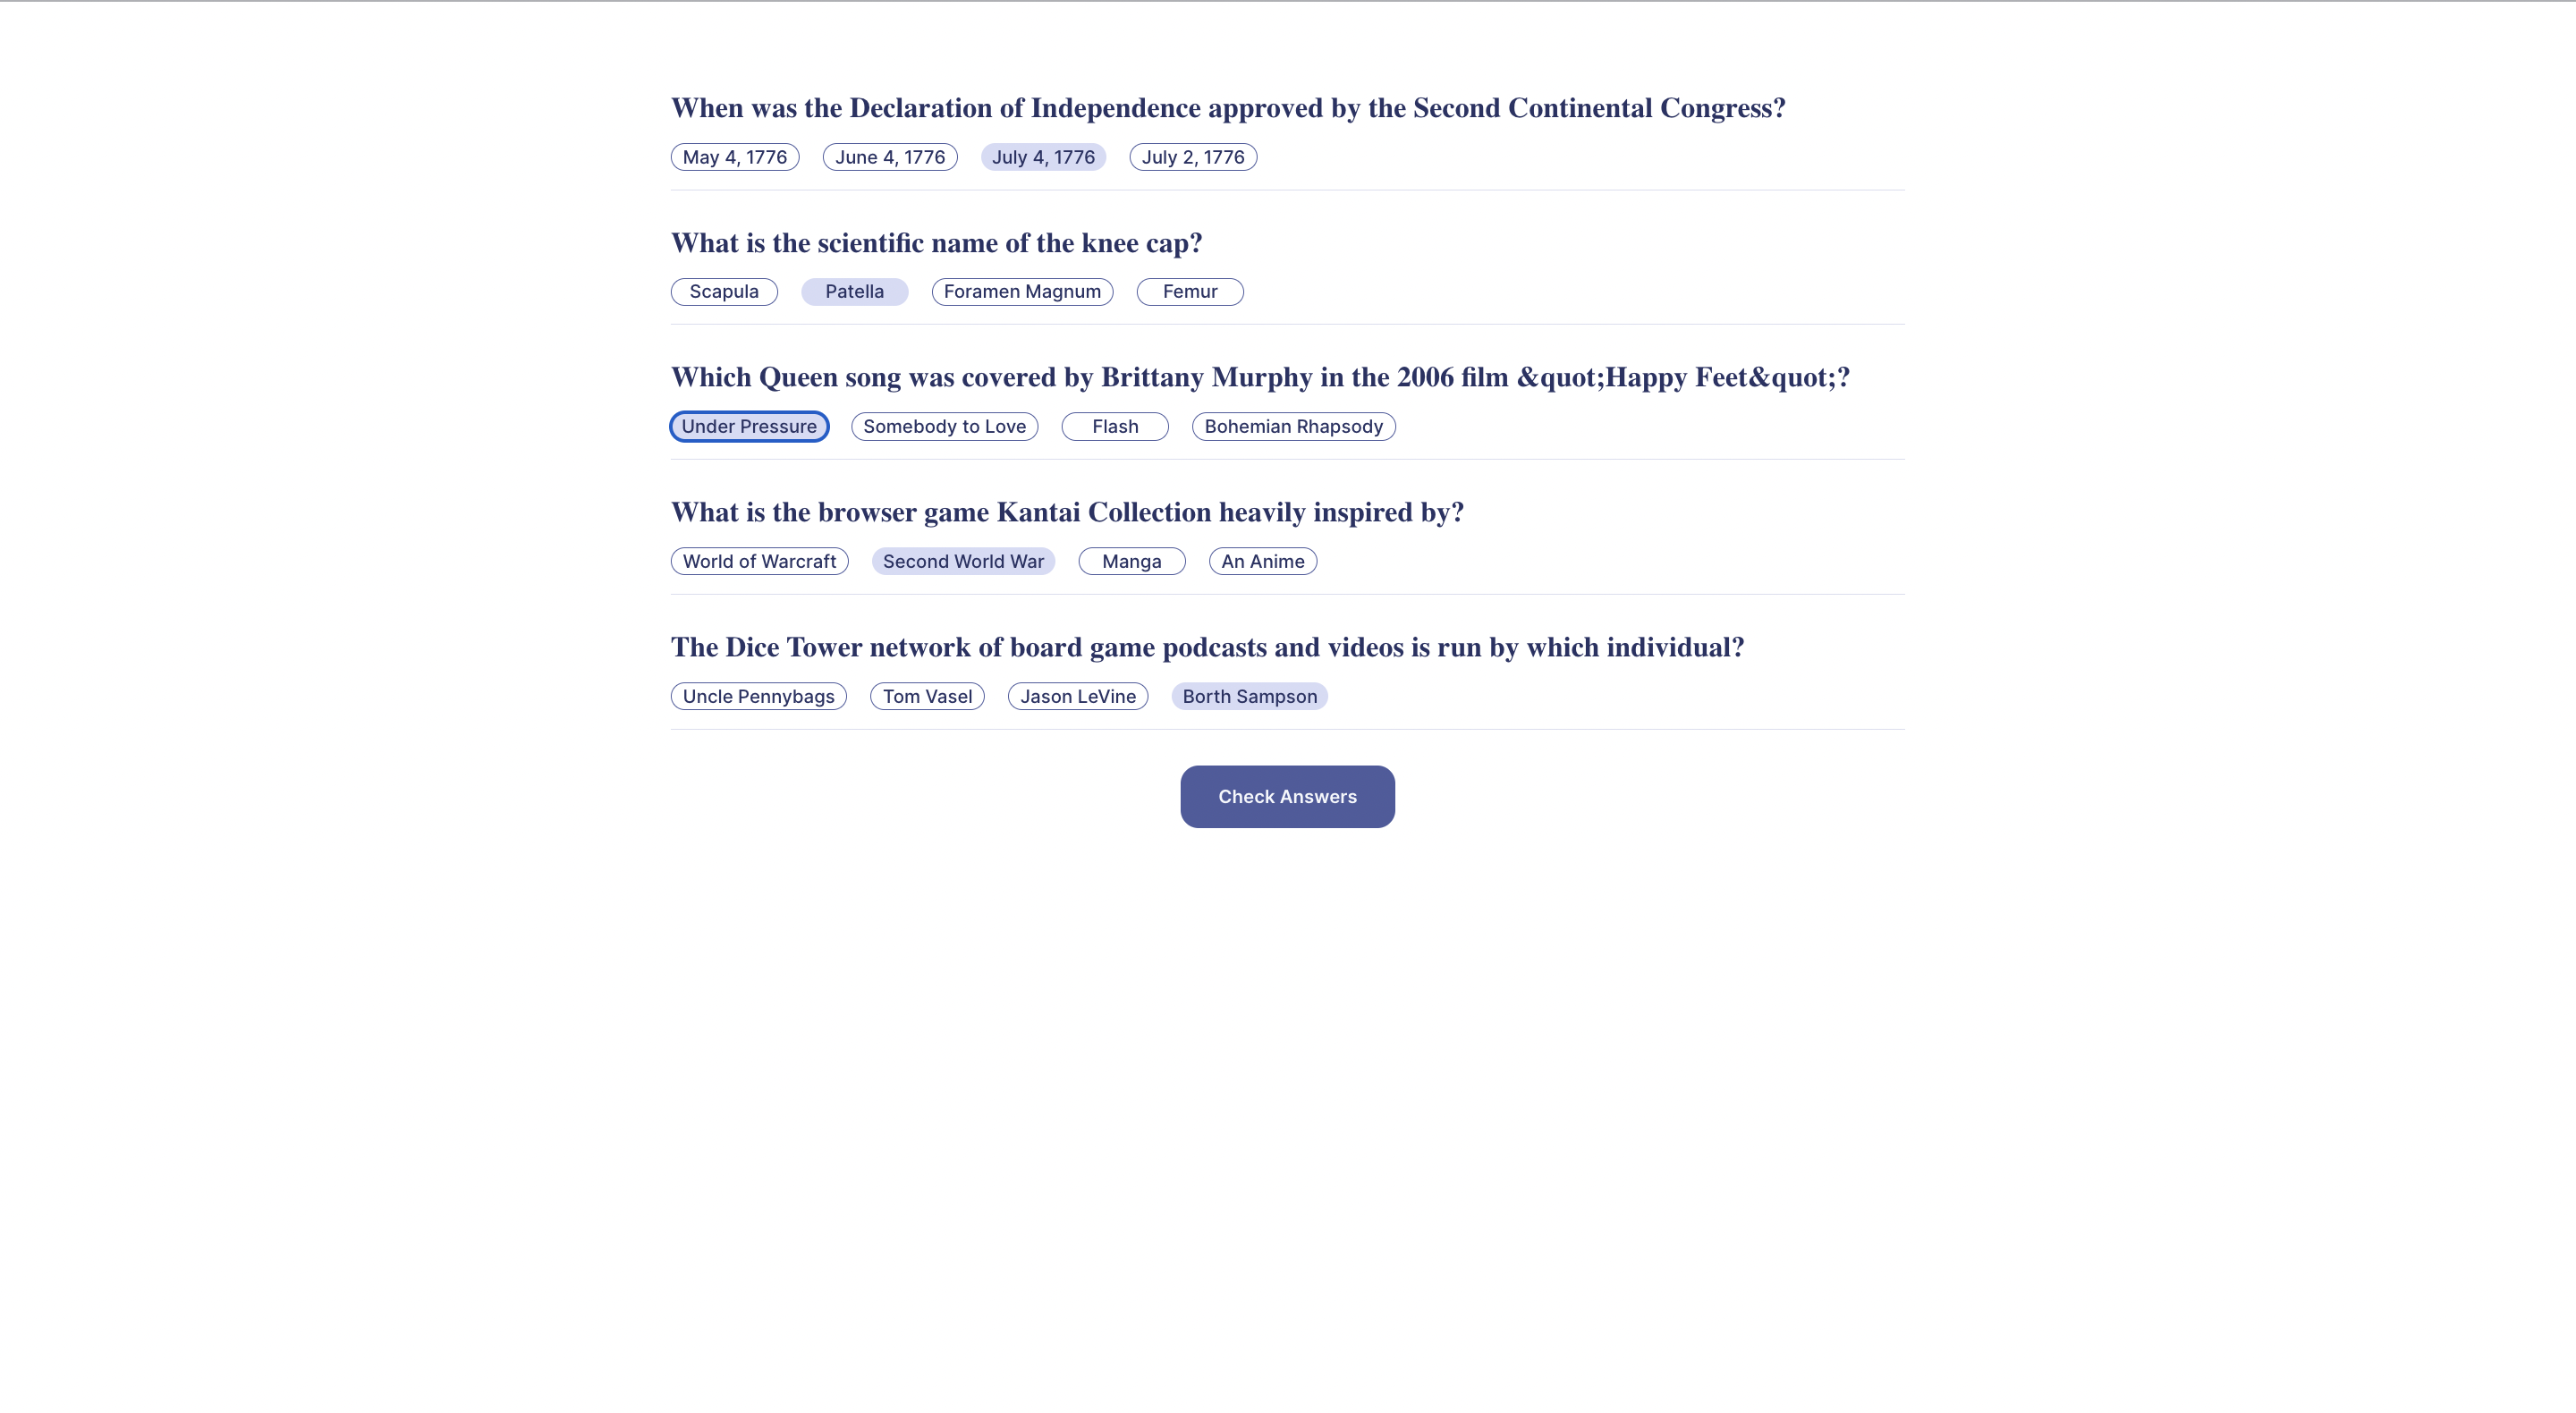 When was the Declaration of Independence approved by the Second Continental Congress?
May 4, 1776 June 4, 1776 July 4, 1776 July 2, 1776
What is the scientific name of the knee cap?
Scapula Patella Foramen Magnum Femur
Which Queen song was covered by Brittany Murphy in the 2006 film &quot;Happy Feet&quot;?
Under Pressure Somebody to Love Flash Bohemian Rhapsody
What is the browser game Kantai Collection heavily inspired by?
World of Warcraft Second World War Manga An Anime
The Dice Tower network of board game podcasts and videos is run by which individual?
Uncle Pennybags Tom Vasel Jason LeVine Borth Sampson
Check Answers